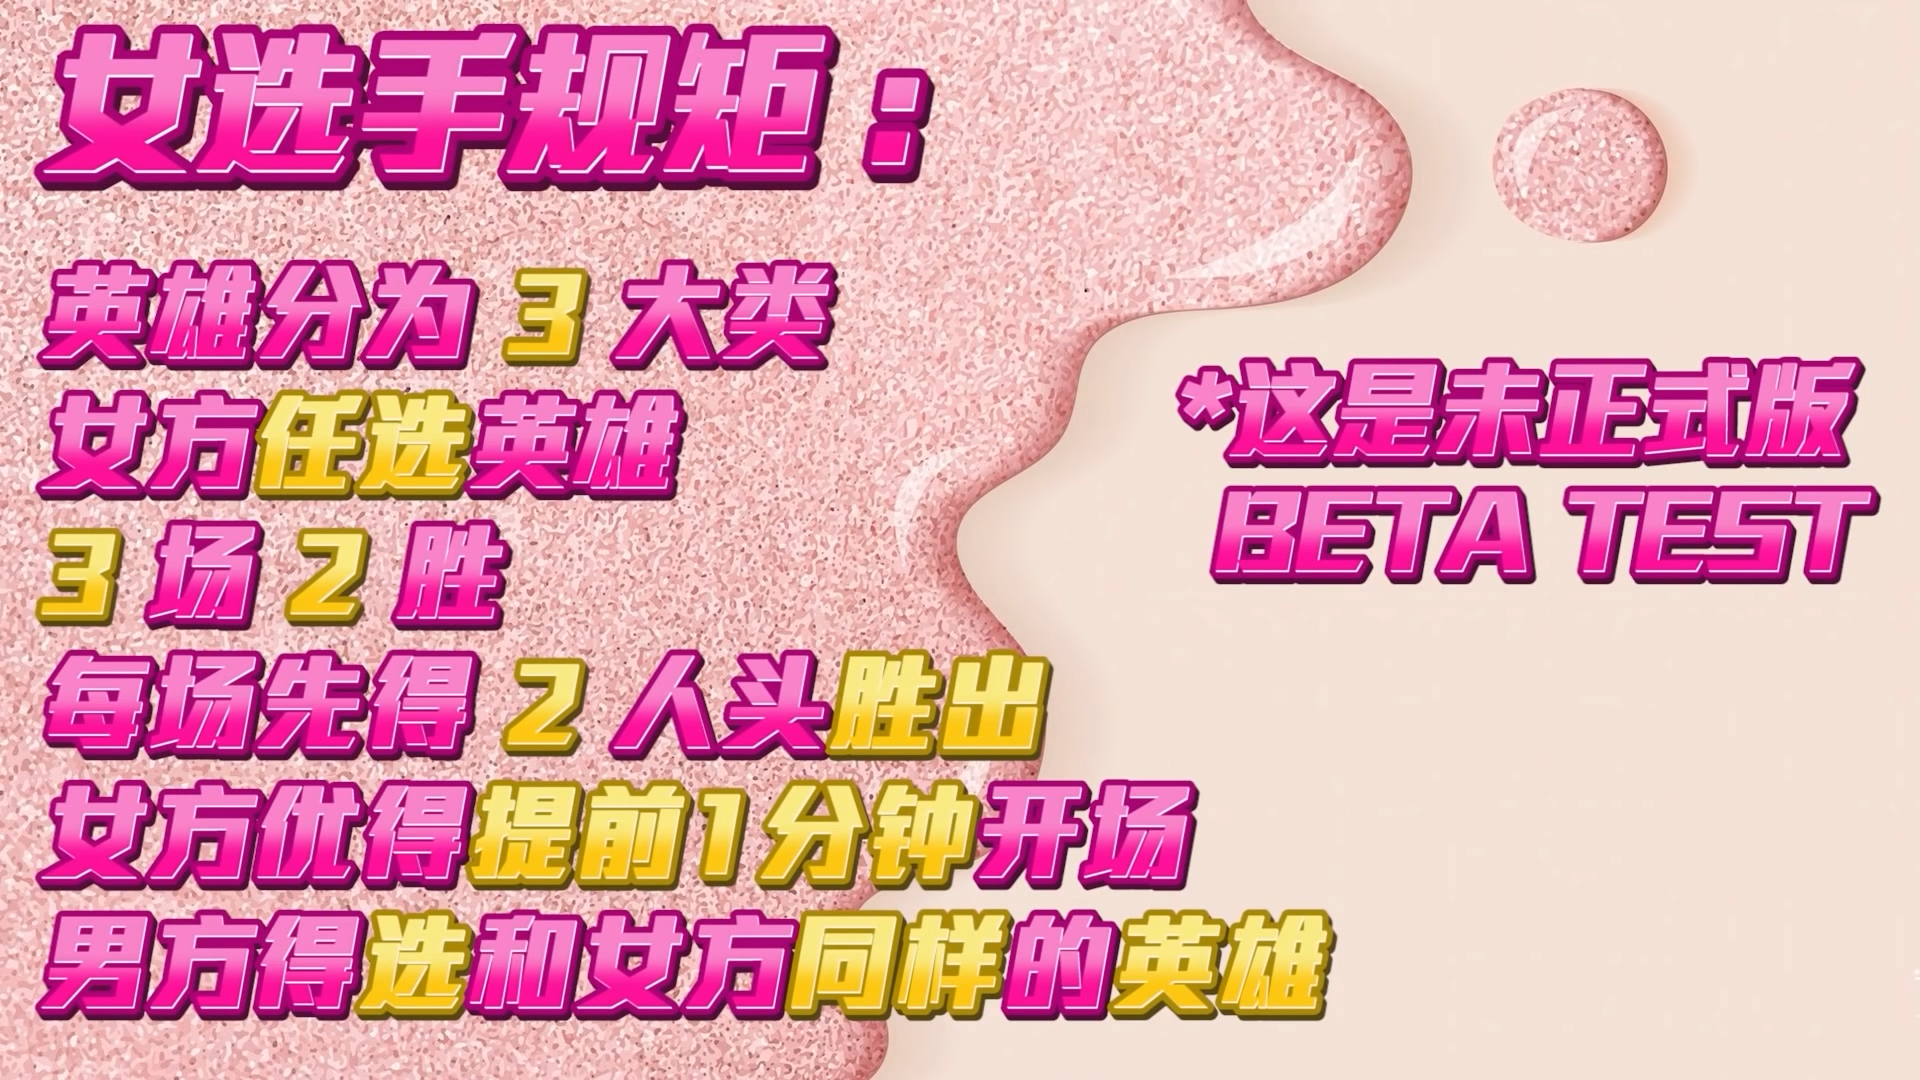 女选手规矩：
英雄分为 3 大类
女方任选英雄
3 场 2 胜
每场先得 2 人头胜出
女方优得提前1分钟开场
男方得选和女方同样的英雄
*这是未正式版
BETA TEST